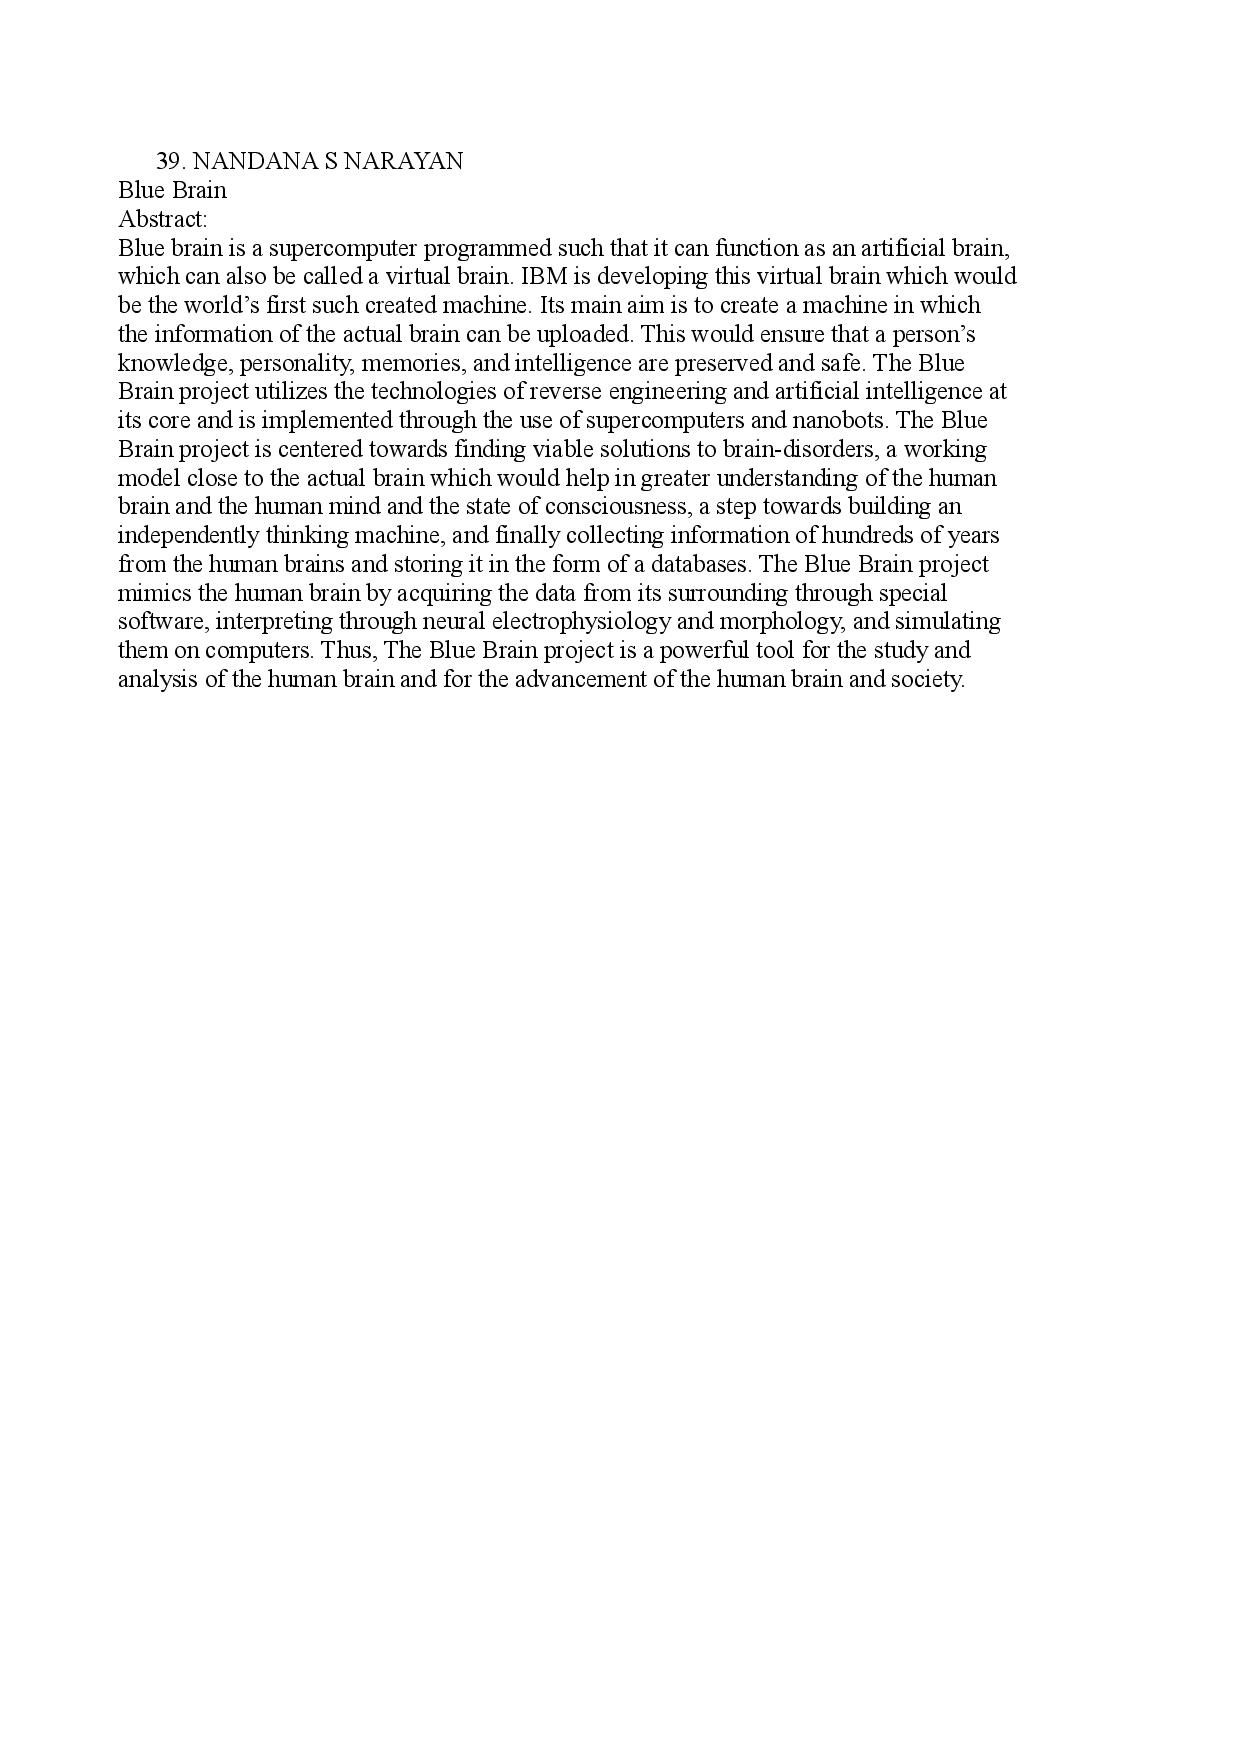 39. NANDANA S NARAYAN
Blue Brain
Abstract:
Blue brain is a supercomputer programmed such that it can function as an artificial brain,
which can also be called a virtual brain. IBM is developing this virtual brain which would
be the world’s first such created machine. Its main aim is to create a machine in which
the information of the actual brain can be uploaded. This would ensure that a person’s
knowledge, personality, memories, and intelligence are preserved and safe. The Blue
Brain project utilizes the technologies of reverse engineering and artificial intelligence at
its core and is implemented through the use of supercomputers and nanobots. The Blue
Brain project is centered towards finding viable solutions to brain-disorders, a working
model close to the actual brain which would help in greater understanding of the human
brain and the human mind and the state of consciousness, a step towards building an
independently thinking machine, and finally collecting information of hundreds of years
from the human brains and storing it in the form of a databases. The Blue Brain project
mimics the human brain by acquiring the data from its surrounding through special
software, interpreting through neural electrophysiology and morphology, and simulating
them on computers. Thus, The Blue Brain project is a powerful tool for the study and
analysis of the human brain and for the advancement of the human brain and society.